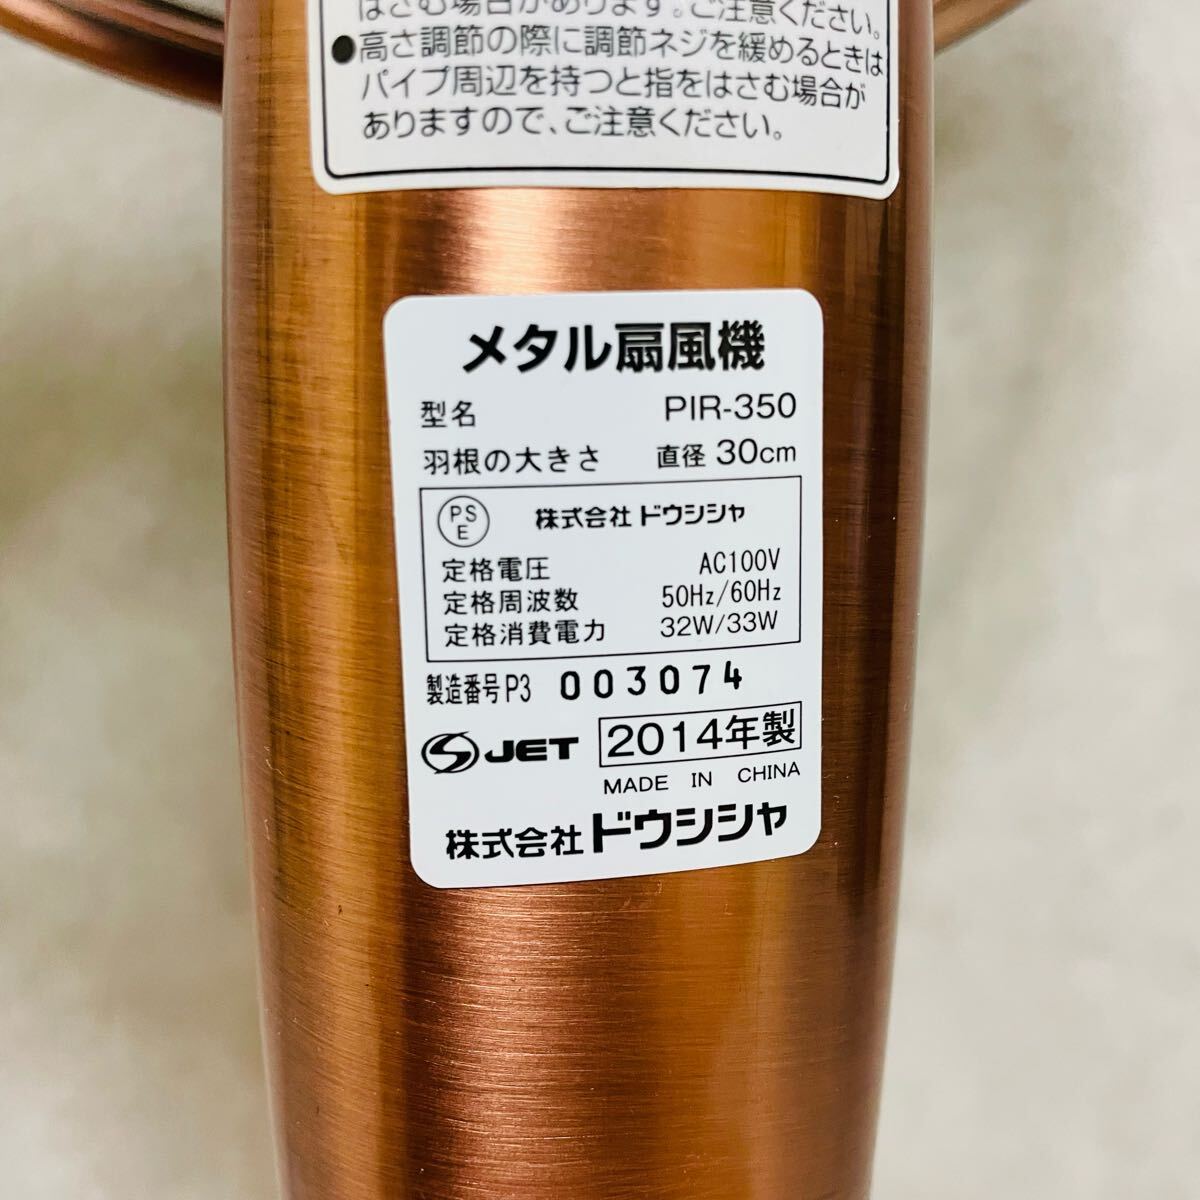 はさむ場合があります。ご注意ください。
●高さ調節の際に調節ネジを緩めるときは
パイプ周辺を持つと指をはさむ場合が
ありますので、ご注意ください。
メタル扇風機
型名 PIR-350
羽根の大きさ 直径 30cm
PSE 株式会社 ドウシシャ
定格電圧 AC100V
定格周波数 50Hz/60Hz
定格消費電力 32W/33W
製造番号 P3 003074
JET 2014年製
MADE IN CHINA
株式会社 ドウシシャ